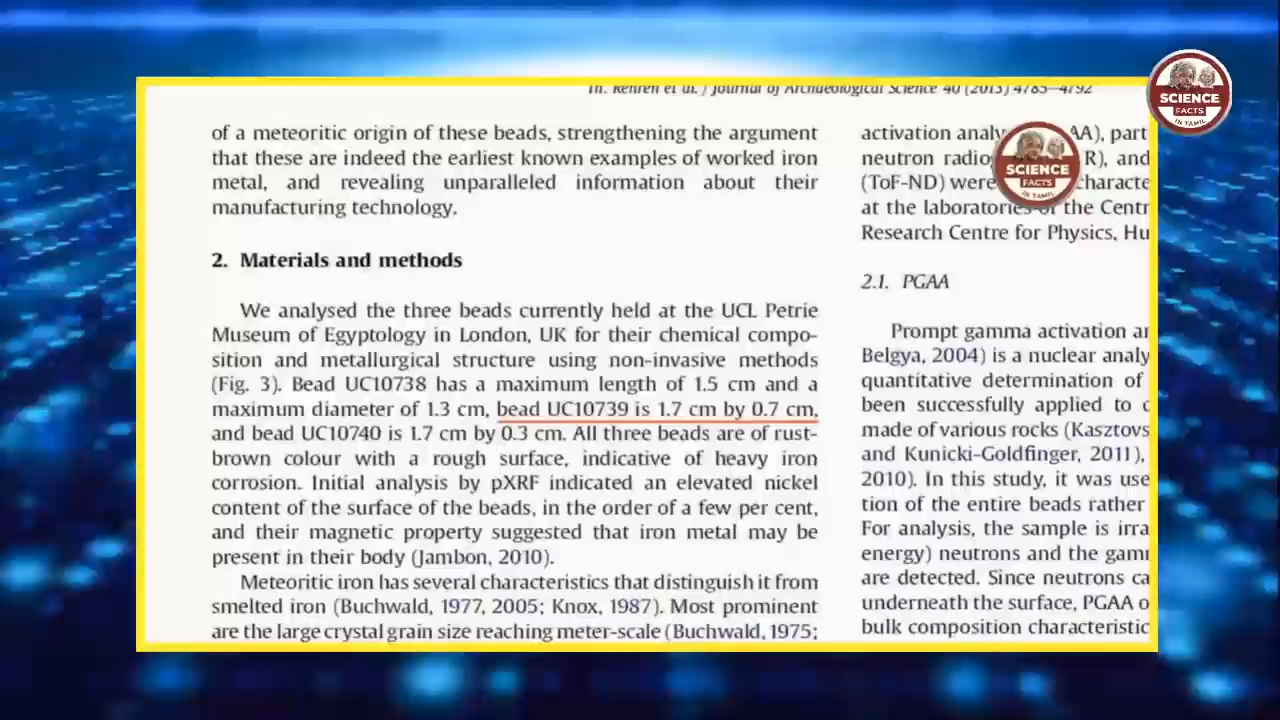 Th. Rehren et al. / Journal of Archaeological Science 40 (2013) 4785–4792
of a meteoritic origin of these beads, strengthening the argument
that these are indeed the earliest known examples of worked iron
metal, and revealing unparalleled information about their
manufacturing technology.
2. Materials and methods
We analysed the three beads currently held at the UCL Petrie
Museum of Egyptology in London, UK for their chemical compo-
sition and metallurgical structure using non-invasive methods
(Fig. 3). Bead UC10738 has a maximum length of 1.5 cm and a
maximum diameter of 1.3 cm, bead UC10739 is 1.7 cm by 0.7 cm,
and bead UC10740 is 1.7 cm by 0.3 cm. All three beads are of rust-
brown colour with a rough surface, indicative of heavy iron
corrosion. Initial analysis by pXRF indicated an elevated nickel
content of the surface of the beads, in the order of a few per cent,
and their magnetic property suggested that iron metal may be
present in their body (Jambon, 2010).
Meteoritic iron has several characteristics that distinguish it from
smelted iron (Buchwald, 1977, 2005; Knox, 1987). Most prominent
are the large crystal grain size reaching meter-scale (Buchwald, 1975;
activation analy AA), part
neutron radio R), and
(ToF-ND) were characte
at the laboratories of the Centr
Research Centre for Physics, Hu
2.1. PGAA
Prompt gamma activation an
Belgya, 2004) is a nuclear analy
quantitative determination of
been successfully applied to c
made of various rocks (Kasztovs
and Kunicki-Goldfinger, 2011),
2010). In this study, it was use
tion of the entire beads rather
For analysis, the sample is irra
energy) neutrons and the gamm
are detected. Since neutrons ca
underneath the surface, PGAA o
bulk composition characteristic
SCIENCE
FACTS
IN TAMIL
SCIENCE
FACTS
IN TAMIL